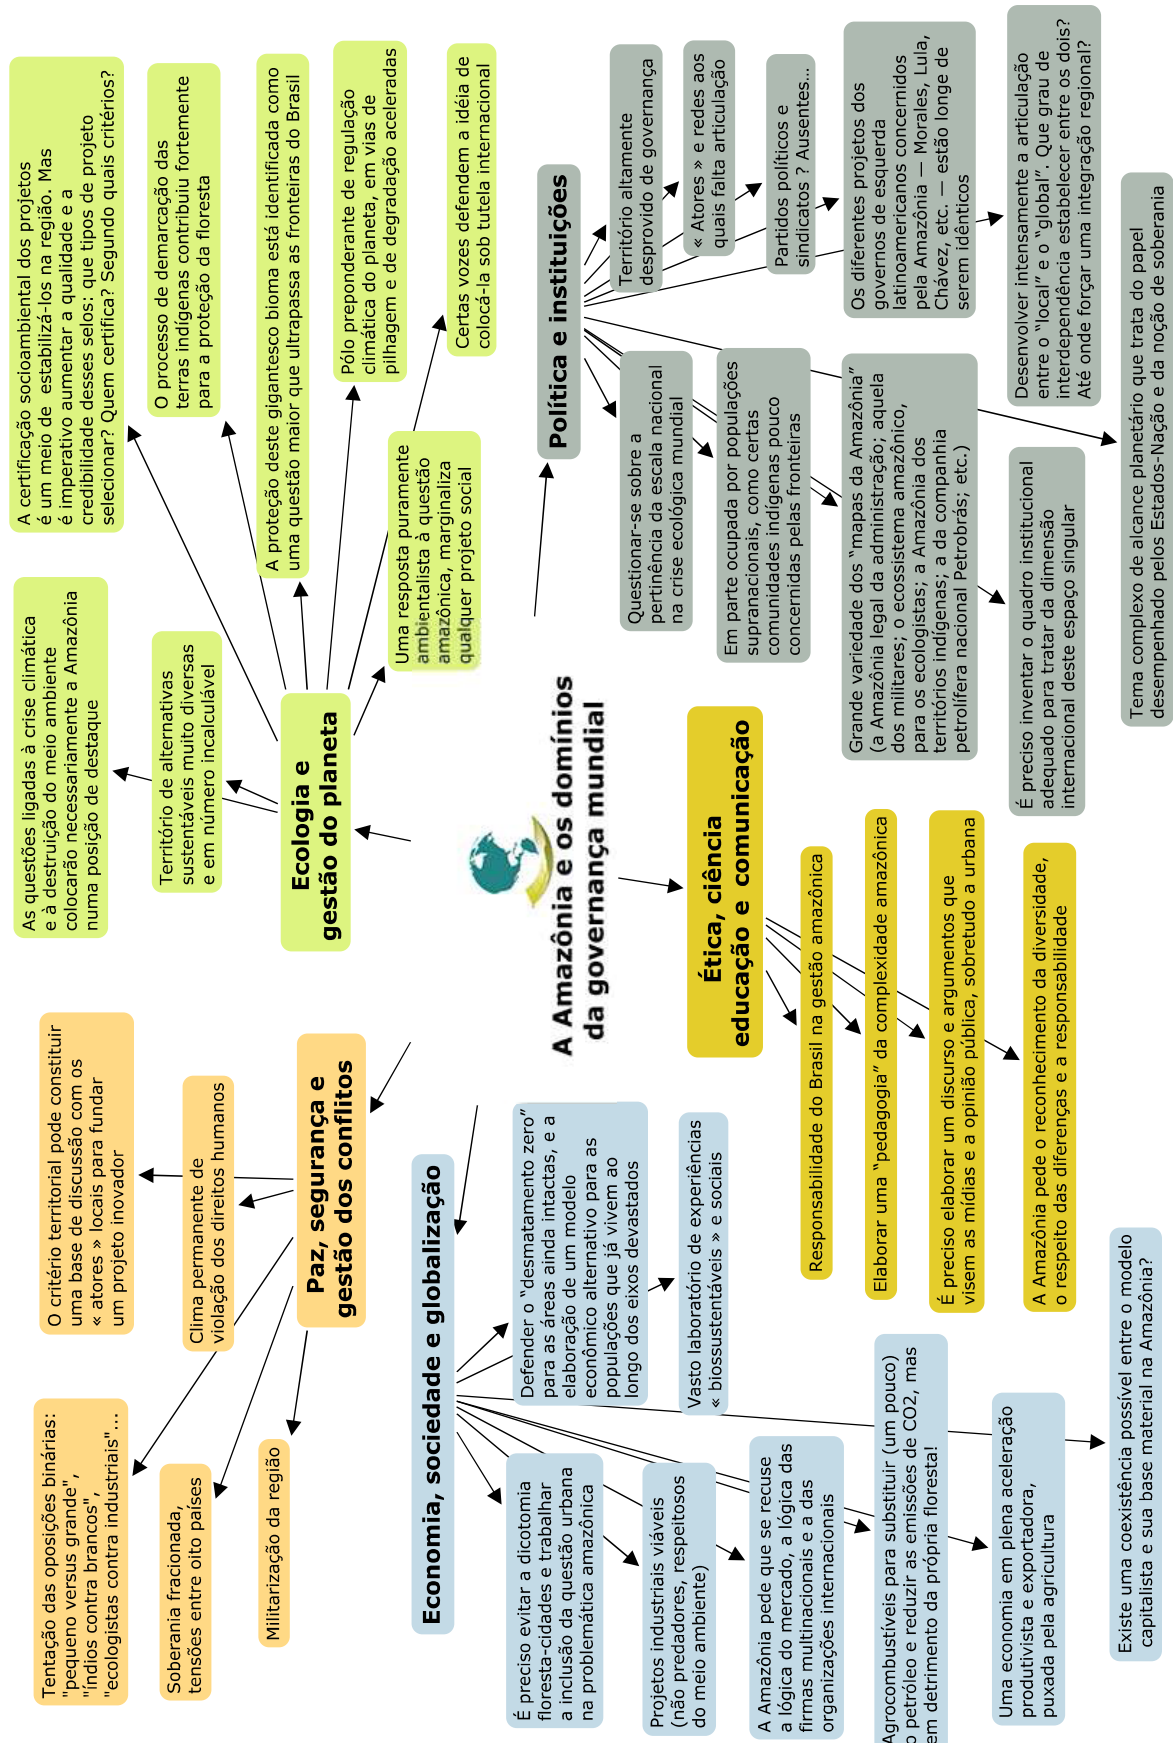 A Amazônia e os domínios
da governança mundial
Paz, segurança e
gestão dos conflitos
Tentação das oposições binárias:
"pequeno versus grande",
"índios contra brancos",
"ecologistas contra industriais"...
Soberania fracionada,
tensões entre oito países
Militarização da região
O critério territorial pode constituir
uma base de discussão com os
« atores » locais para fundar
um projeto inovador
Clima permanente de
violação dos direitos humanos
Ecologia e
gestão do planeta
As questões ligadas à crise climática
e à destruição do meio ambiente
colocarão necessariamente a Amazônia
numa posição de destaque
Território de alternativas
sustentáveis muito diversas
e em número incalculável
A certificação socioambiental dos projetos
é um meio de estabilizá-los na região. Mas
é imperativo aumentar a qualidade e a
credibilidade desses selos: que tipos de projeto
selecionar? Quem certifica? Segundo quais critérios?
O processo de demarcação das
terras indígenas contribuiu fortemente
para a proteção da floresta
A proteção deste gigantesco bioma está identificada como
uma questão maior que ultrapassa as fronteiras do Brasil
Pólo preponderante de regulação
climática do planeta, em vias de
pilhagem e de degradação aceleradas
Certas vozes defendem a idéia de
colocá-la sob tutela internacional
Uma resposta puramente
ambientalista à questão
amazônica, marginaliza
qualquer projeto social
Economia, sociedade e globalização
É preciso evitar a dicotomia
floresta-cidades e trabalhar
a inclusão da questão urbana
na problemática amazônica
Projetos industriais viáveis
(não predadores, respeitosos
do meio ambiente)
A Amazônia pede que se recuse
a lógica do mercado, a lógica das
firmas multinacionais e a das
organizações internacionais
Agrocombustíveis para substituir (um pouco)
o petróleo e reduzir as emissões de CO2, mas
em detrimento da própria floresta!
Uma economia em plena aceleração
produtivista e exportadora,
puxada pela agricultura
Existe uma coexistência possível entre o modelo
capitalista e sua base material na Amazônia?
Defender o “desmatamento zero”
para as áreas ainda intactas, e a
elaboração de um modelo
econômico alternativo para as
populações que já vivem ao
longo dos eixos devastados
Vasto laboratório de experiências
« biossustentáveis » e sociais
Ética, ciência
educação e comunicação
Responsabilidade do Brasil na gestão amazônica
Elaborar uma “pedagogia” da complexidade amazônica
É preciso elaborar um discurso e argumentos que
visem as mídias e a opinião pública, sobretudo a urbana
A Amazônia pede o reconhecimento da diversidade,
o respeito das diferenças e a responsabilidade
Política e instituições
Questionar-se sobre a
pertinência da escala nacional
na crise ecológica mundial
Em parte ocupada por populações
supranacionais, como certas
comunidades indígenas pouco
concernidas pelas fronteiras
Grande variedade dos “mapas da Amazônia”
(a Amazônia legal da administração; aquela
dos militares; o ecossistema amazônico,
para os ecologistas; a Amazônia dos
territórios indígenas; a da companhia
petrolífera nacional Petrobrás; etc.)
É preciso inventar o quadro institucional
adequado para tratar da dimensão
internacional deste espaço singular
Tema complexo de alcance planetário que trata do papel
desempenhado pelos Estados-Nação e da noção de soberania
Território altamente
desprovido de governança
« Atores » e redes aos
quais falta articulação
Partidos políticos e
sindicatos ? Ausentes...
Os diferentes projetos dos
governos de esquerda
latinoamericanos concernidos
pela Amazônia — Morales, Lula,
Chávez, etc. — estão longe de
serem idênticos
Desenvolver intensamente a articulação
entre o “local” e o “global”. Que grau de
interdependência estabelecer entre os dois?
Até onde forçar uma integração regional?